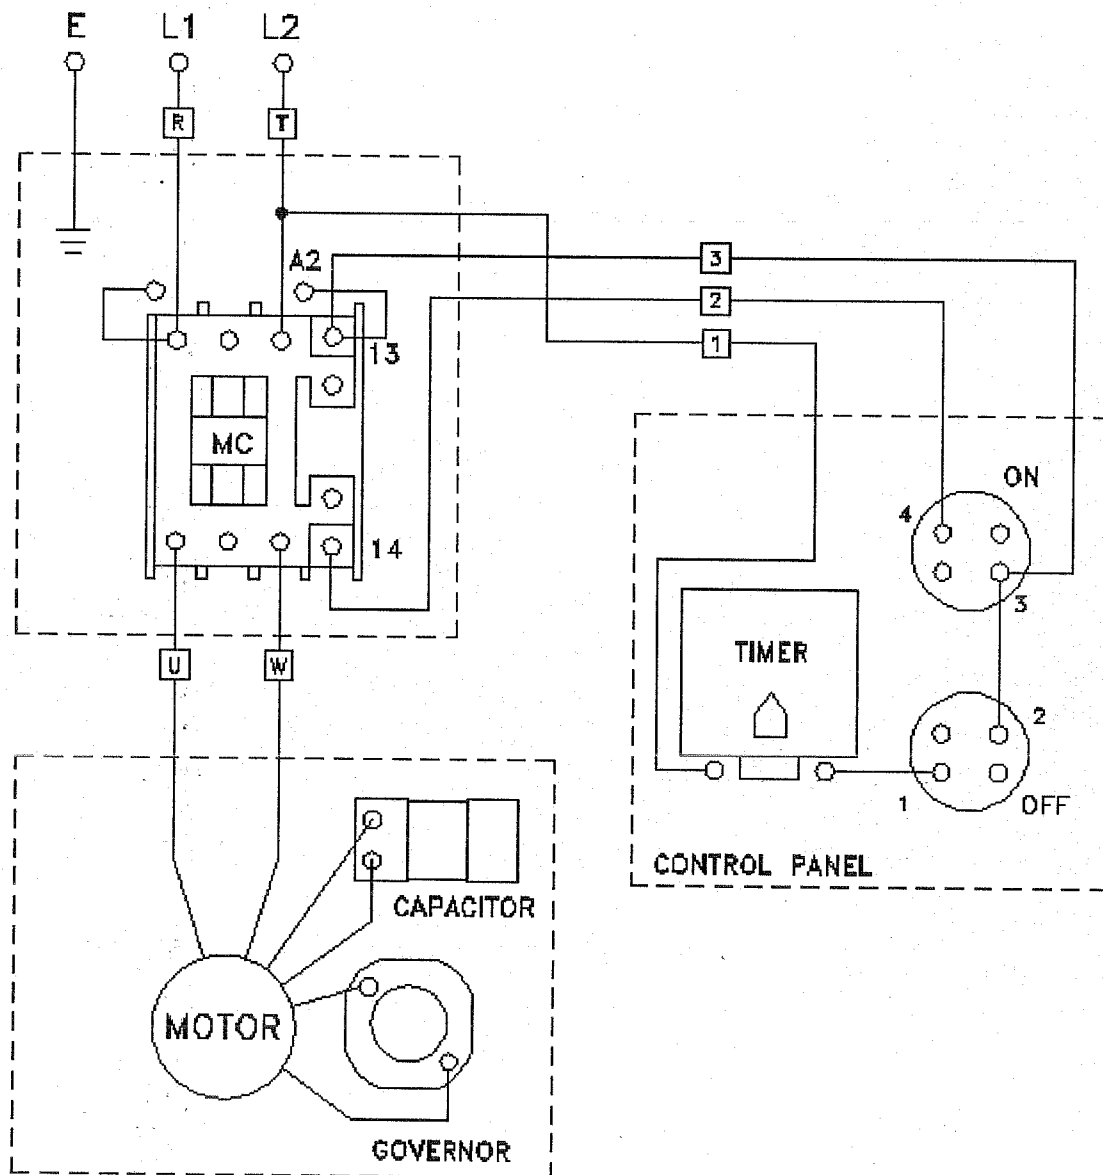 E L1 L2
R T
A2
3
2
1
13
MC
ON
4
14
3
TIMER
U W
2
1
OFF
CONTROL PANEL
CAPACITOR
MOTOR
GOVERNOR